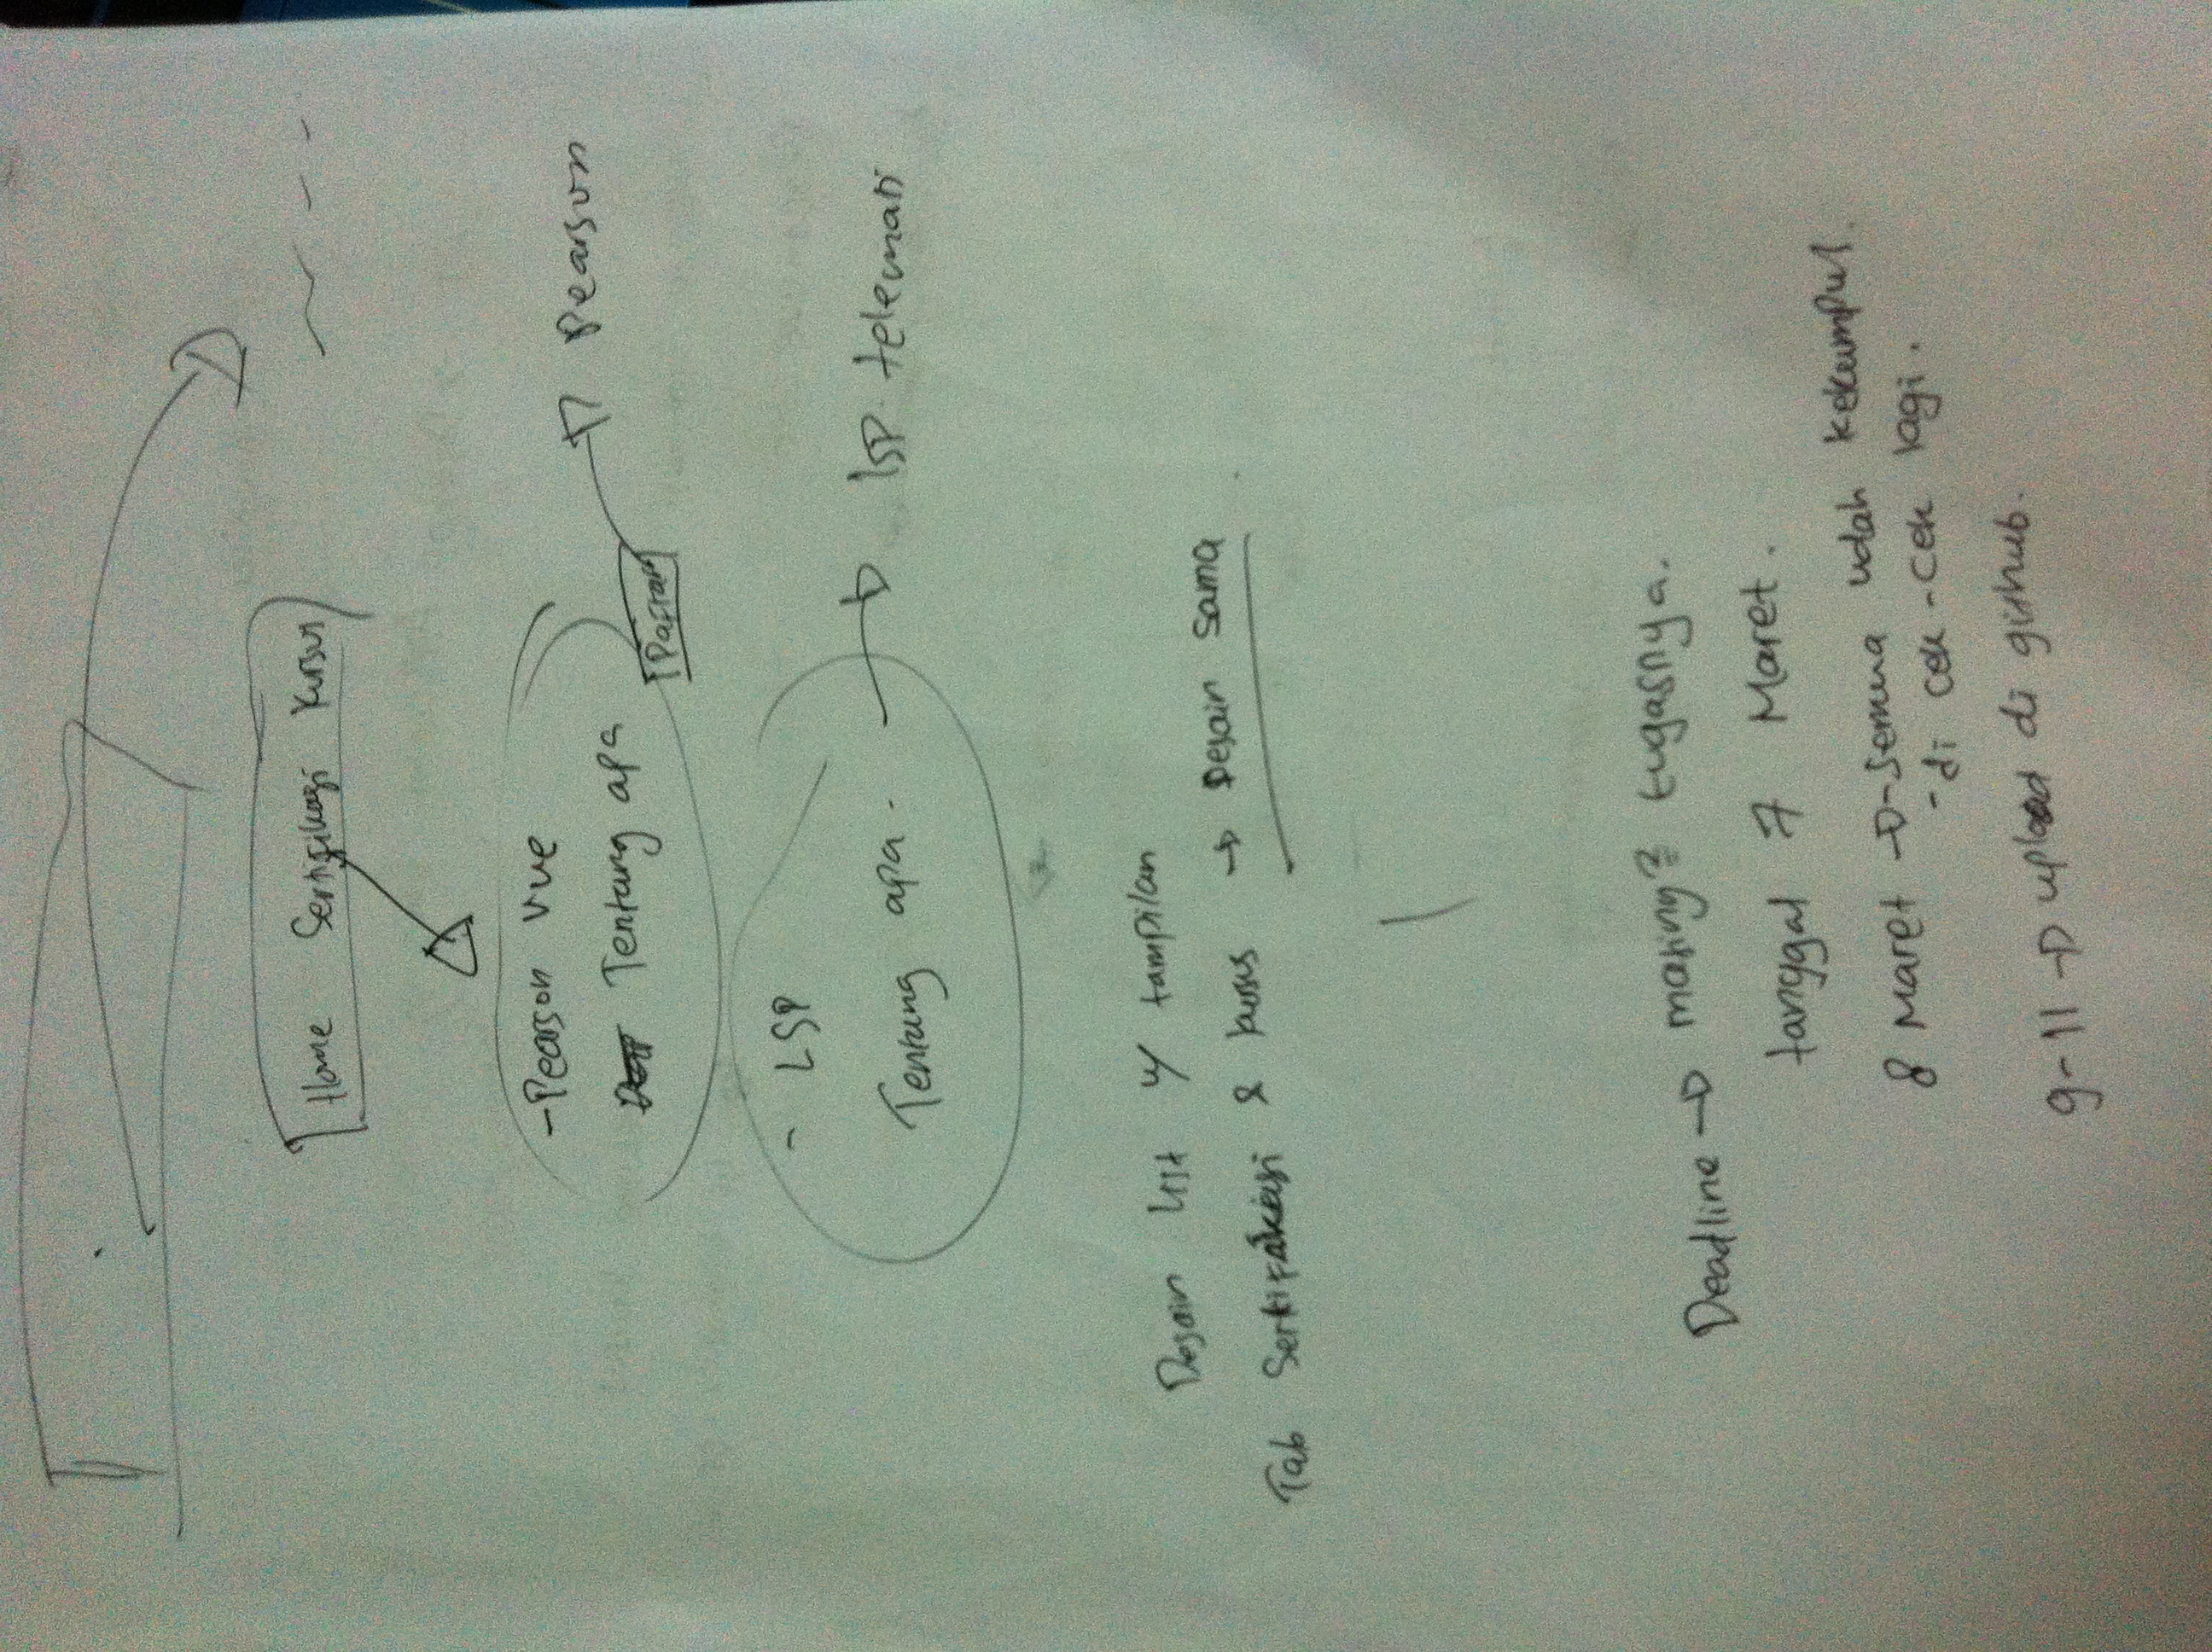 Home Sertifikasi Kursus
- Pearson vue
Tentang apa
Daftar
Pearson
- LSP
Tentang apa -
lsp telemati
Desain list w/ tampilan
Tab Sertifikasi & kursus → Desain sama
Deadline → masing2 tugasnya.
tanggal 7 Maret.
8 Maret → - Semua udah kekumpul.
- di cek - cek lagi.
9-11 → upload di github.